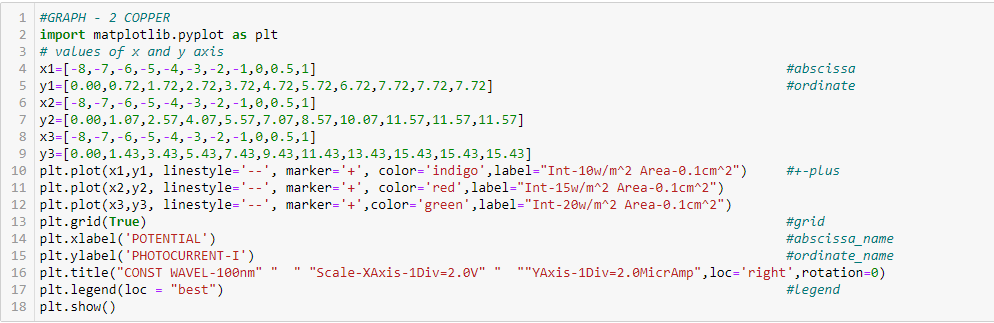 1 #GRAPH - 2 COPPER
2 import matplotlib.pyplot as plt
3 # values of x and y axis
4 x1=[-8,-7,-6,-5,-4,-3,-2,-1,0,0.5,1] #abscissa
5 y1=[0.00,0.72,1.72,2.72,3.72,4.72,5.72,6.72,7.72,7.72,7.72] #ordinate
6 x2=[-8,-7,-6,-5,-4,-3,-2,-1,0,0.5,1]
7 y2=[0.00,1.07,2.57,4.07,5.57,7.07,8.57,10.07,11.57,11.57,11.57]
8 x3=[-8,-7,-6,-5,-4,-3,-2,-1,0,0.5,1]
9 y3=[0.00,1.43,3.43,5.43,7.43,9.43,11.43,13.43,15.43,15.43,15.43]
10 plt.plot(x1,y1, linestyle='--', marker='+', color='indigo',label="Int-10w/m^2 Area-0.1cm^2") #+-plus
11 plt.plot(x2,y2, linestyle='--', marker='+', color='red',label="Int-15w/m^2 Area-0.1cm^2")
12 plt.plot(x3,y3, linestyle='--', marker='+',color='green',label="Int-20w/m^2 Area-0.1cm^2")
13 plt.grid(True) #grid
14 plt.xlabel('POTENTIAL') #abscissa_name
15 plt.ylabel('PHOTOCURRENT-I') #ordinate_name
16 plt.title("CONST WAVEL-100nm" "  " "Scale-XAxis-1Div=2.0V" "  ""YAxis-1Div=2.0MicrAmp",loc='right',rotation=0)
17 plt.legend(loc = "best") #legend
18 plt.show()